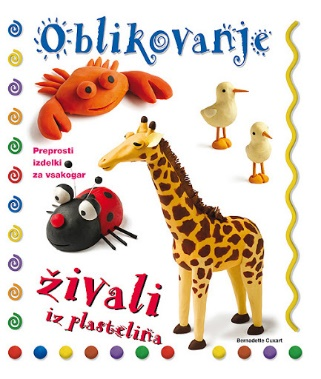 Oblikovanje
Preprosti
izdelki
za vsakogar
živali
iz plastelina
Bernadette Cuxart